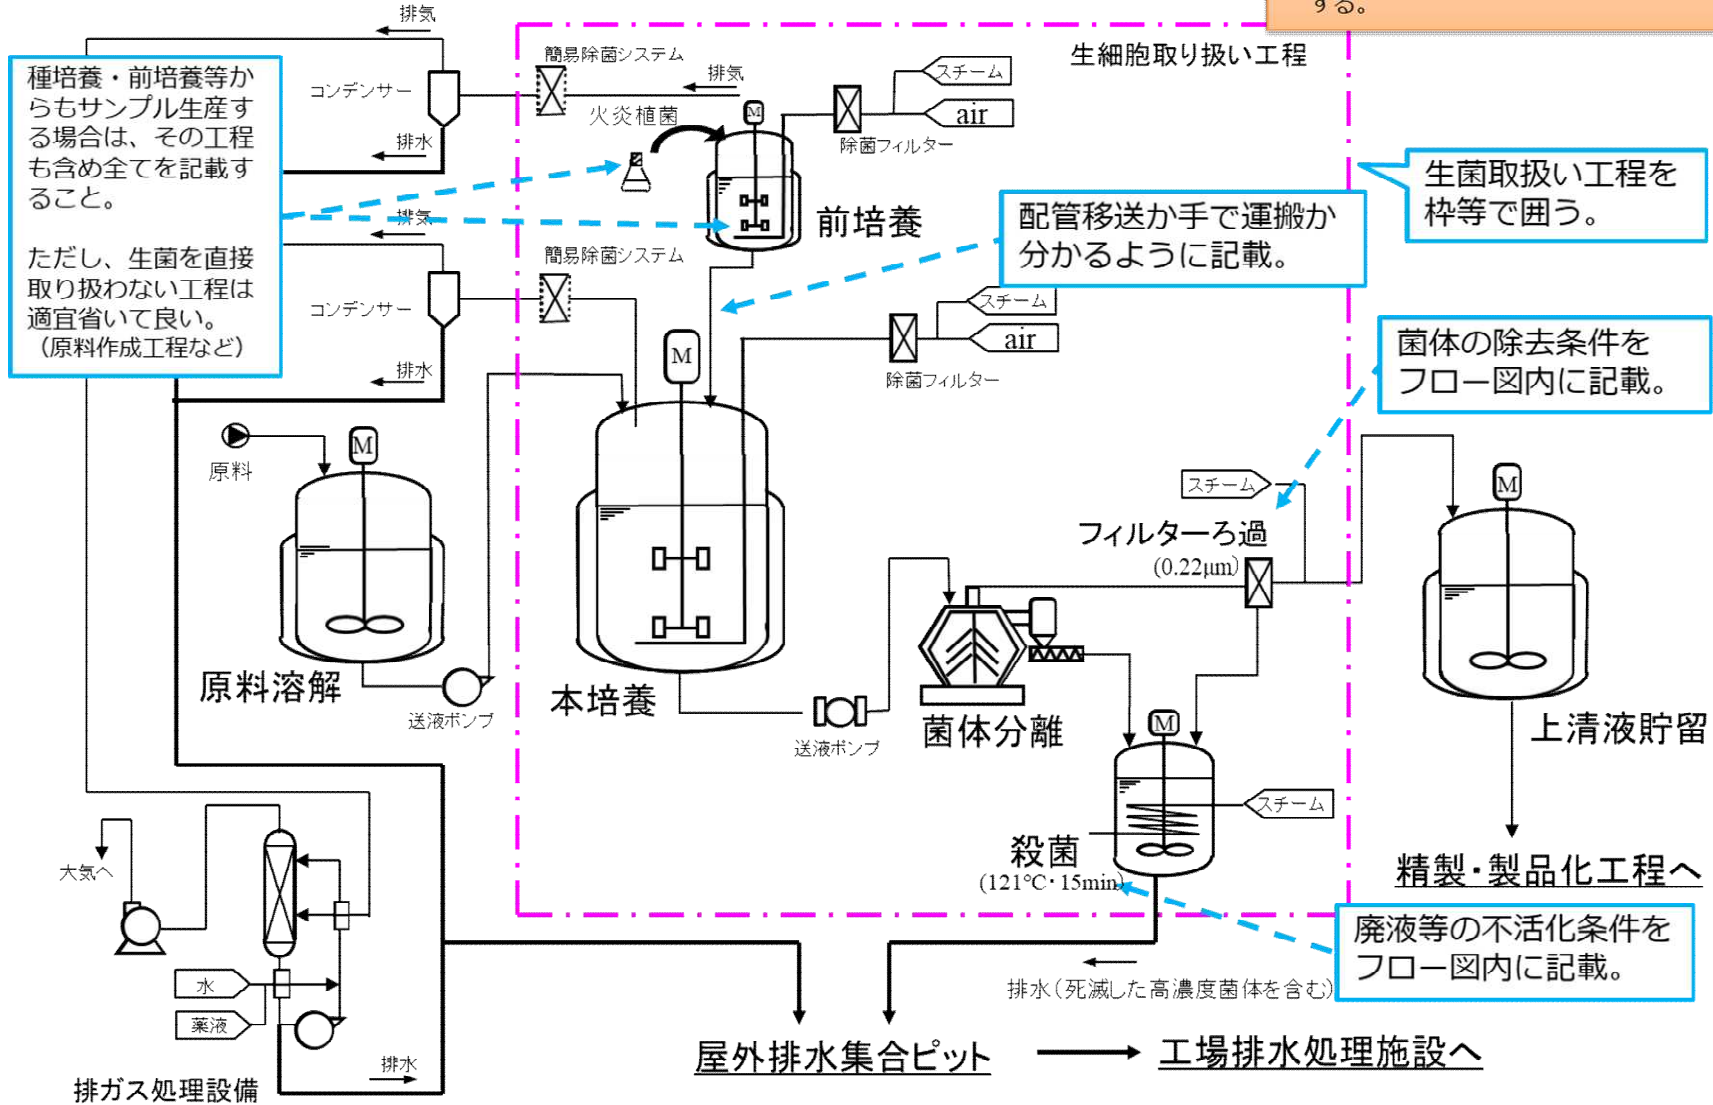 する。
排気
種培養・前培養等か
らもサンプル生産す
る場合は、その工程
も含め全てを記載す
ること。
ただし、生菌を直接
取り扱わない工程は
適宜省いて良い。
（原料作成工程など）
コンデンサー
排水
簡易除菌システム
排気
火炎植菌
M
スチーム
air
除菌フィルター
生細胞取り扱い工程
前培養
生菌取扱い工程を
枠等で囲う。
配管移送か手で運搬か
分かるように記載。
排気
簡易除菌システム
コンデンサー
排水
スチーム
air
除菌フィルター
M
菌体の除去条件を
フロー図内に記載。
原料
M
原料溶解
送液ポンプ
本培養
送液ポンプ
菌体分離
スチーム
フィルターろ過
(0.22μm)
M
上清液貯留
M
スチーム
殺菌
(121℃・15min)
精製・製品化工程へ
廃液等の不活化条件を
フロー図内に記載。
大気へ
水
薬液
排水
排ガス処理設備
排水（死滅した高濃度菌体を含む）
屋外排水集合ピット
工場排水処理施設へ